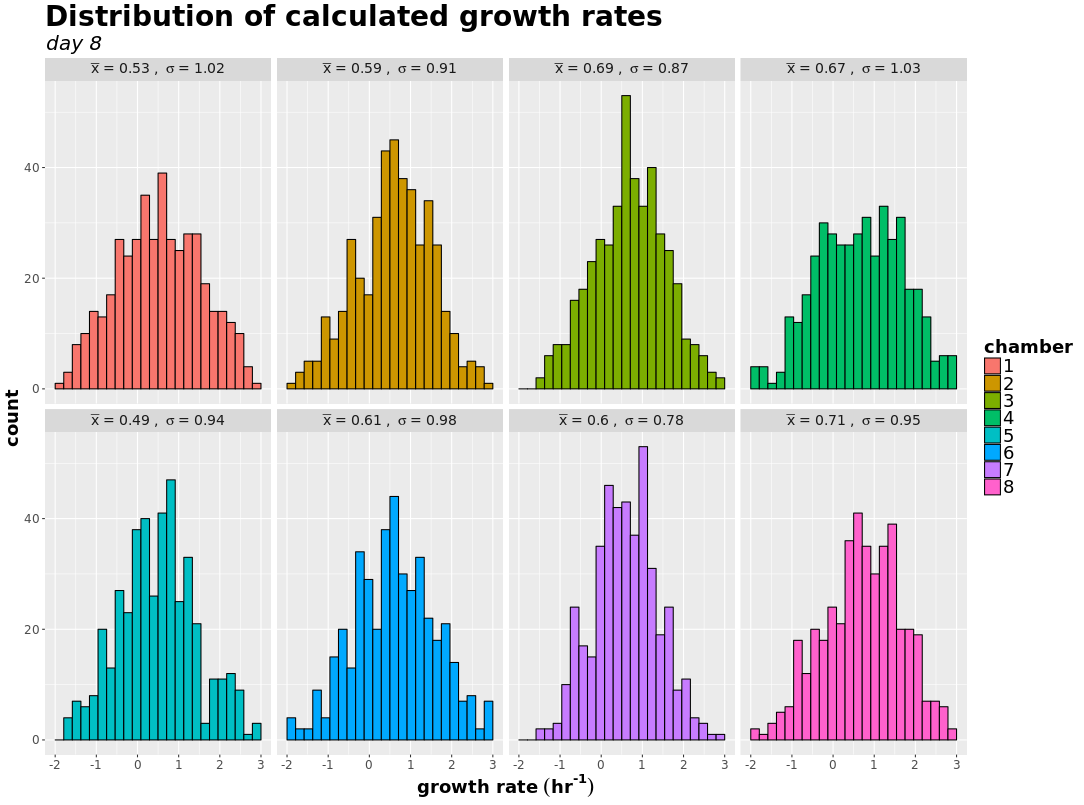 Distribution of calculated growth rates
day 8
x̅ = 0.53 , σ = 1.02
x̅ = 0.59 , σ = 0.91
x̅ = 0.69 , σ = 0.87
x̅ = 0.67 , σ = 1.03
40
20
0
x̅ = 0.49 , σ = 0.94
x̅ = 0.61 , σ = 0.98
x̅ = 0.6 , σ = 0.78
x̅ = 0.71 , σ = 0.95
40
20
0
-2 -1 0 1 2 3
-2 -1 0 1 2 3
-2 -1 0 1 2 3
-2 -1 0 1 2 3
growth rate (hr⁻¹)
count
chamber
1
2
3
4
5
6
7
8